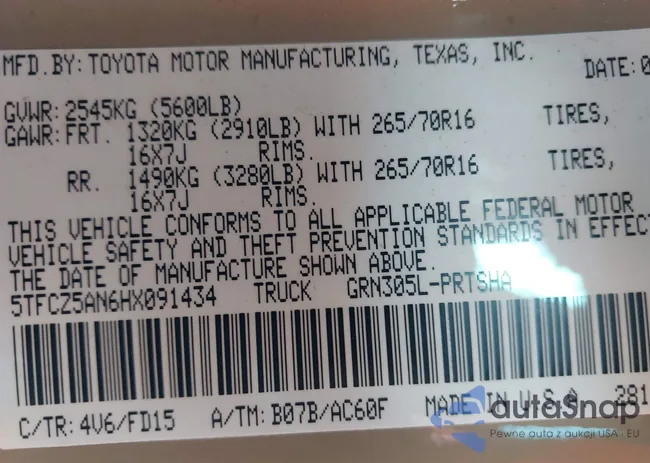 MFD.BY: TOYOTA MOTOR MANUFACTURING, TEXAS, INC.
DATE: 0
GVWR: 2545KG (5600LB)
GAWR: FRT. 1320KG (2910LB) WITH 265/70R16 TIRES,
16X7J RIMS.
RR. 1490KG (3280LB) WITH 265/70R16 TIRES,
16X7J RIMS.
THIS VEHICLE CONFORMS TO ALL APPLICABLE FEDERAL MOTOR
VEHICLE SAFETY AND THEFT PREVENTION STANDARDS IN EFFECT
THE DATE OF MANUFACTURE SHOWN ABOVE.
5TFCZ5AN6HX091434 TRUCK GRN305L-PRTSHA
C/TR: 4V6/FD15 A/TM: B07B/AC60F MADE IN U.S.A 281
autoSnap
Pewne auta z aukcji USA i EU